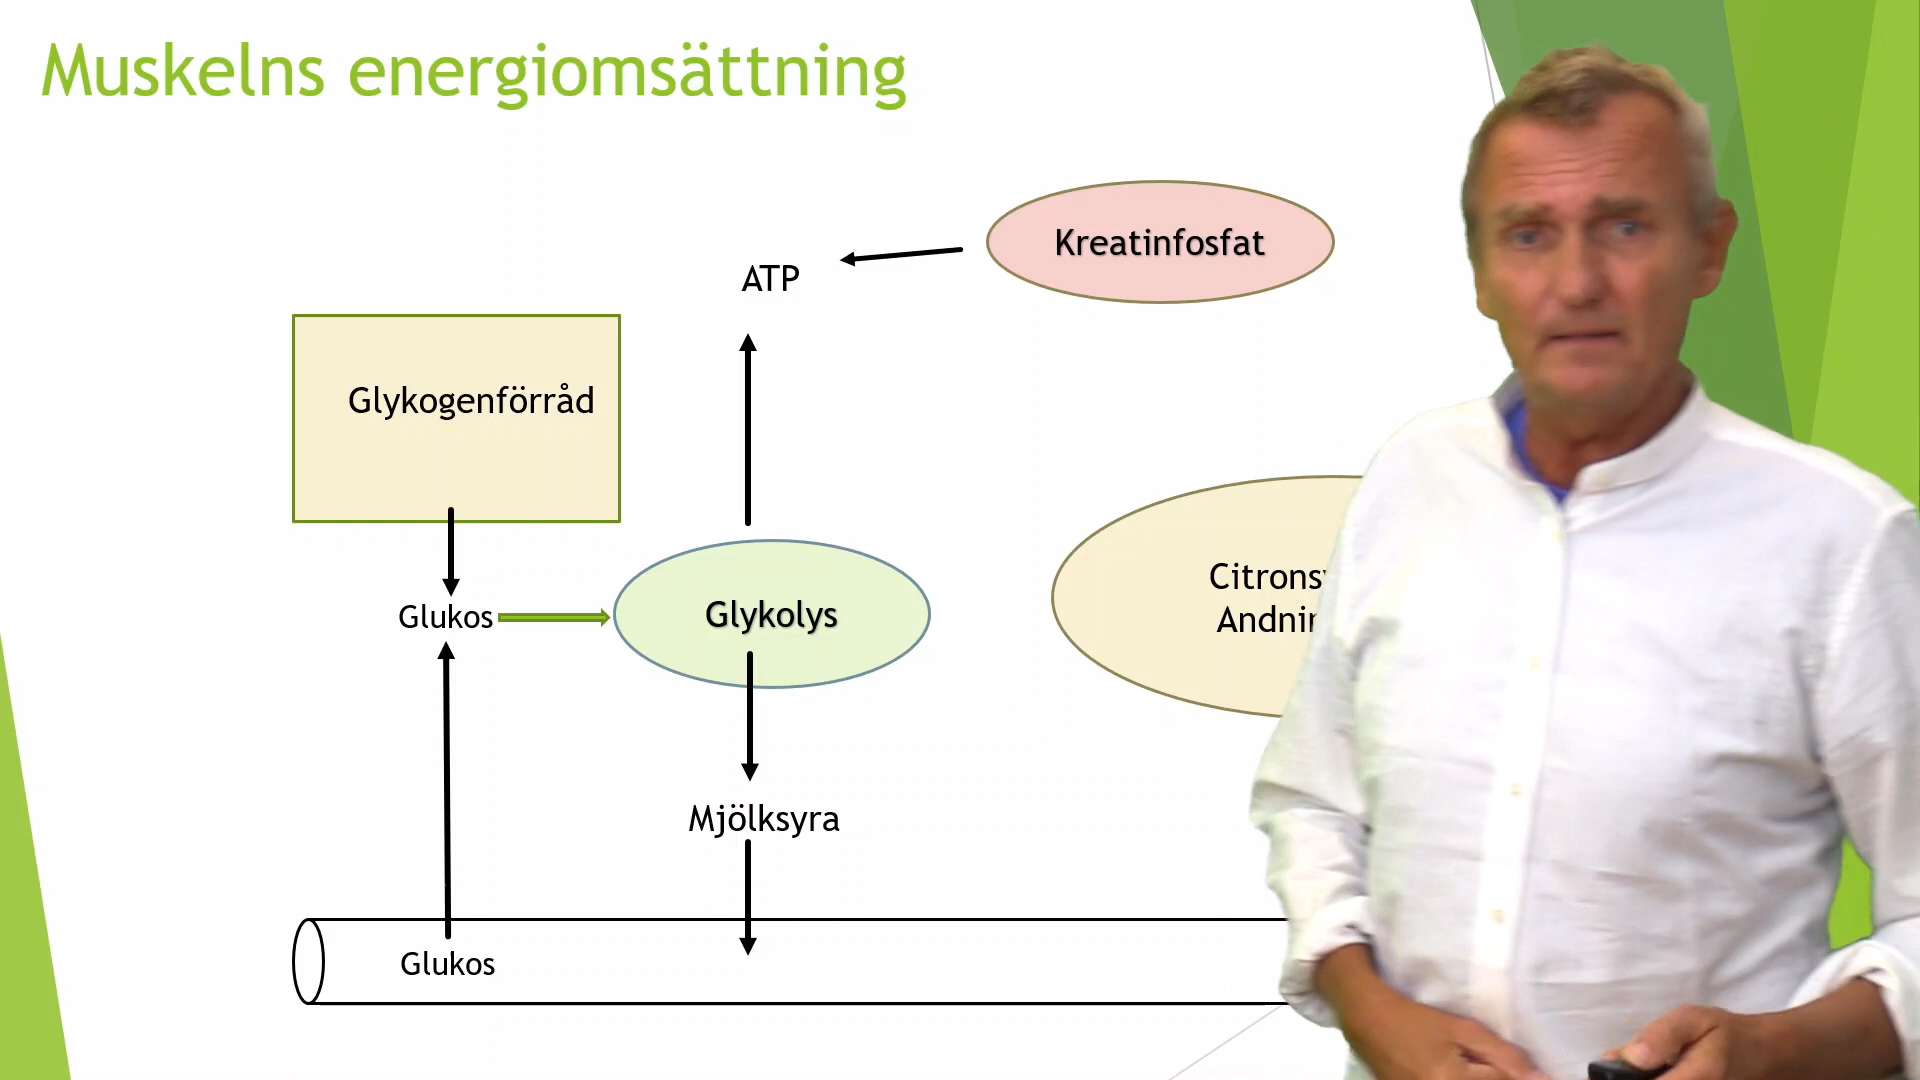 Muskelns energiomsättning
Kreatinfosfat
ATP
Glykogenförråd
Glukos
Glykolys
Mjölksyra
Glukos